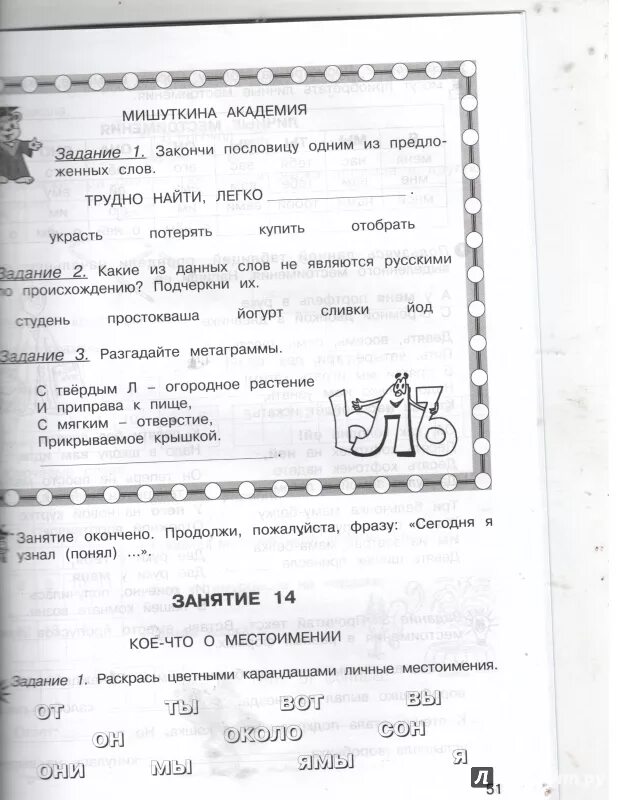 МИШУТКИНА АКАДЕМИЯ
Задание 1. Закончи пословицу одним из предло-
женных слов.
ТРУДНО НАЙТИ, ЛЕГКО ____________.
украсть потерять купить отобрать
Задание 2. Какие из данных слов не являются русскими
по происхождению? Подчеркни их.
студень простокваша йогурт сливки йод
Задание 3. Разгадайте метаграммы.
С твёрдым Л – огородное растение
И приправа к пище,
С мягким – отверстие,
Прикрываемое крышкой.
Ь Л Ъ
Занятие окончено. Продолжи, пожалуйста, фразу: «Сегодня я
узнал (понял) ...».
ЗАНЯТИЕ 14
КОЕ-ЧТО О МЕСТОИМЕНИИ
Задание 1. Раскрась цветными карандашами личные местоимения.
ОТ ТЫ ВОТ ВЫ
ОН ОКОЛО СОН
ОНИ МЫ ЯМЫ Я
51